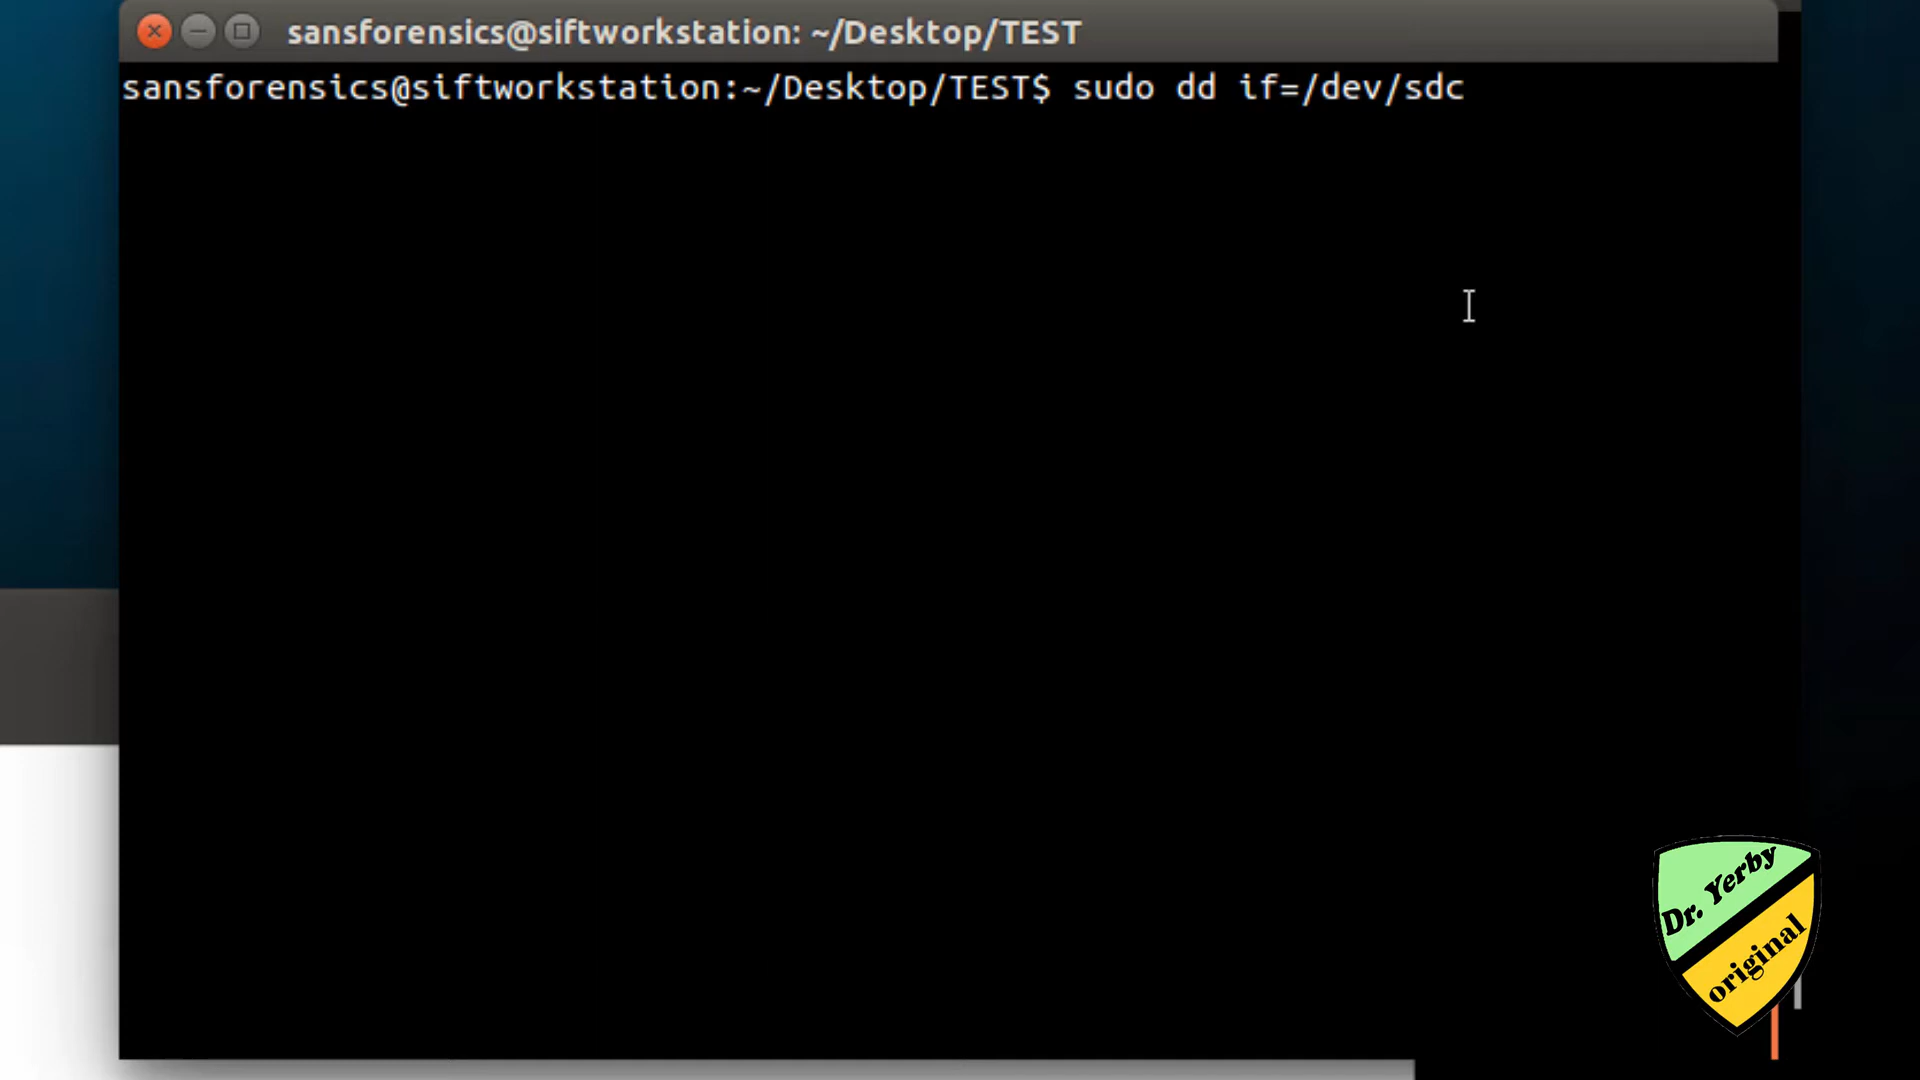 sansforensics@siftworkstation: ~/Desktop/TEST
sansforensics@siftworkstation:~/Desktop/TEST$ sudo dd if=/dev/sdc
Dr. Yerby
original